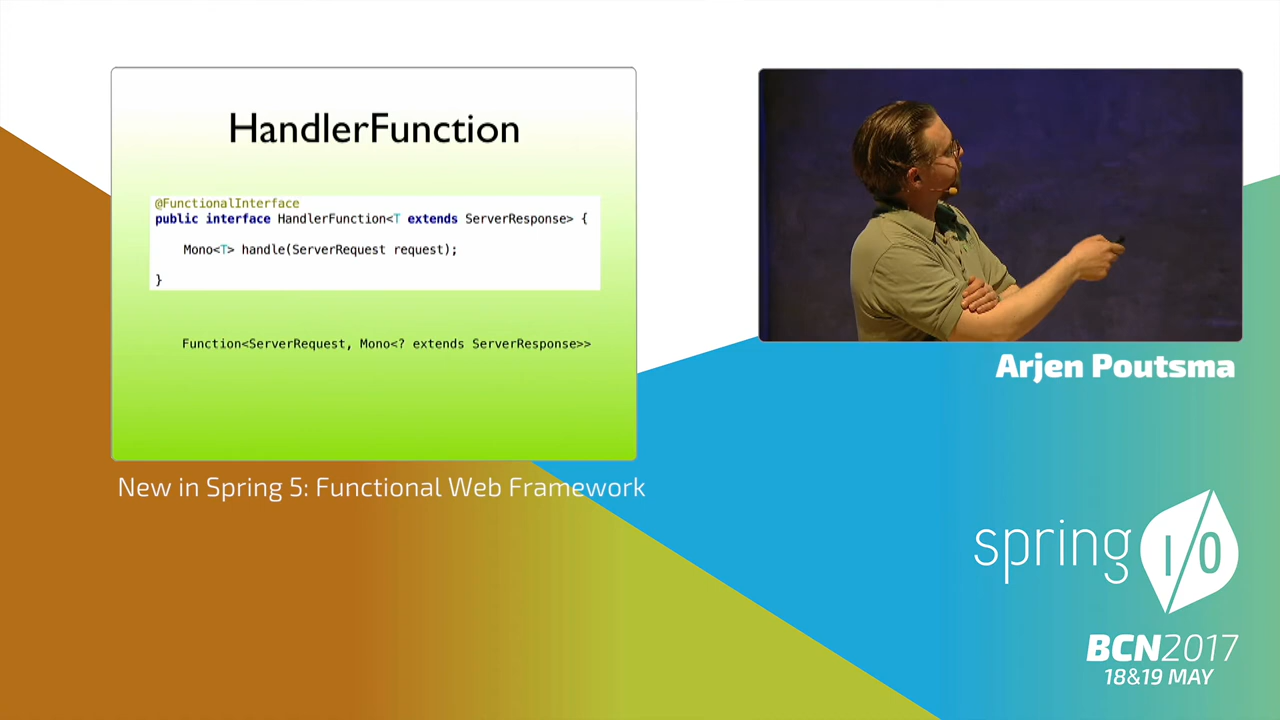 HandlerFunction
@FunctionalInterface
public interface HandlerFunction<T extends ServerResponse> {
Mono<T> handle(ServerRequest request);
}
Function<ServerRequest, Mono<? extends ServerResponse>>
New in Spring 5: Functional Web Framework
Arjen Poutsma
spring I/O
BCN2017
18&19 MAY